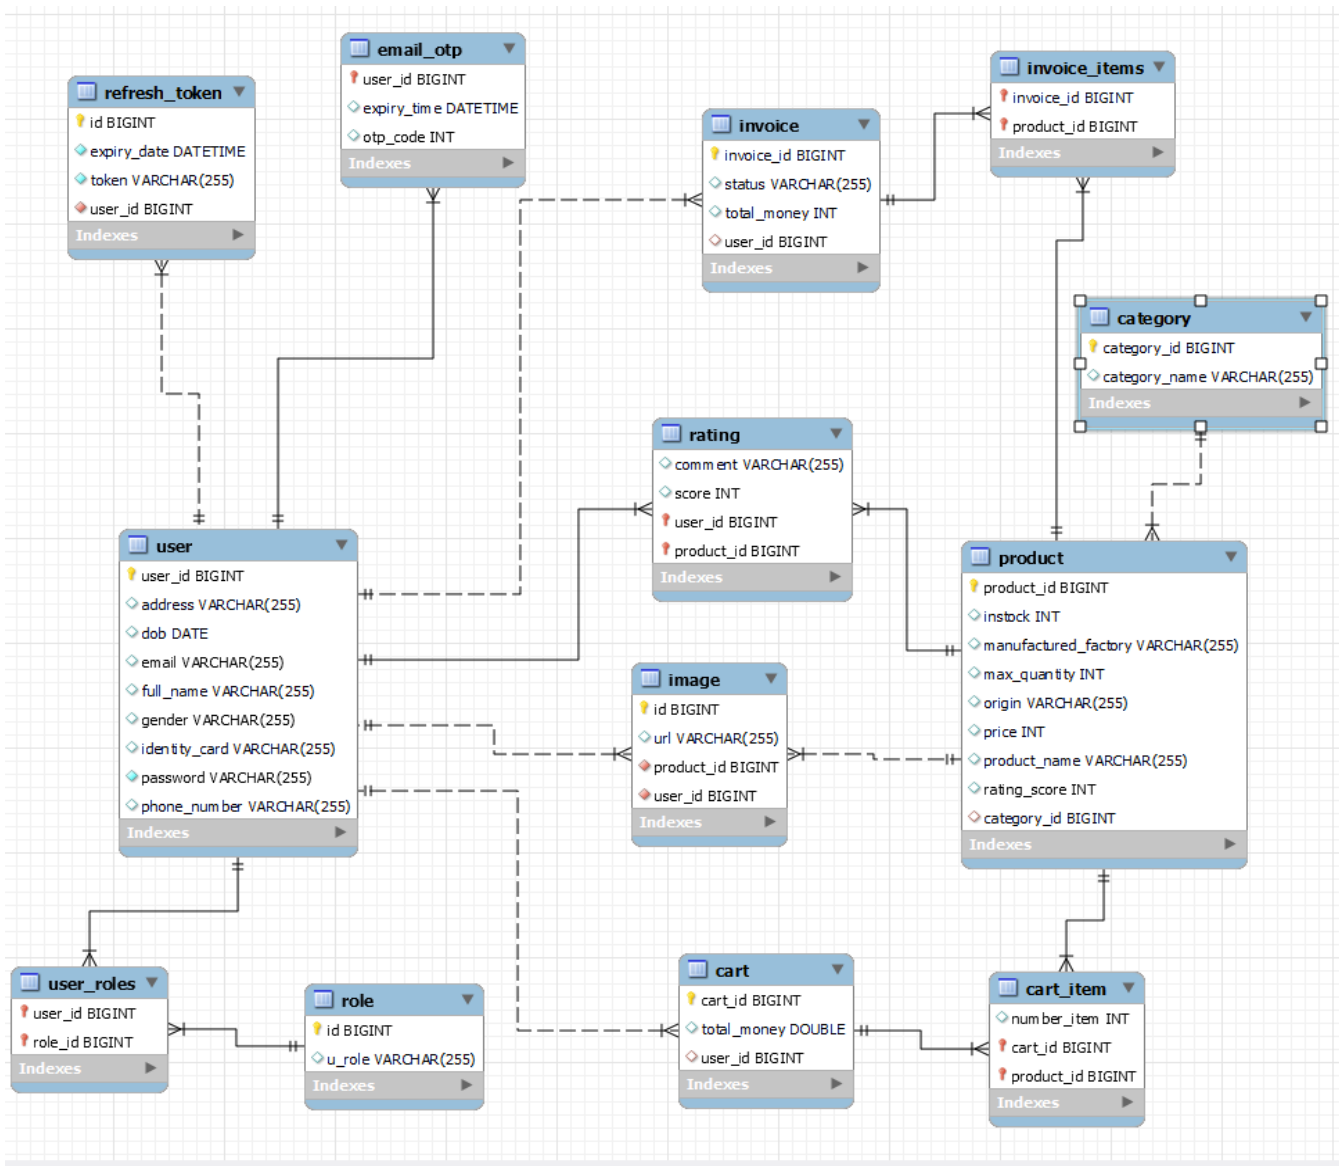 email_otp
user_id BIGINT
expiry_time DATETIME
otp_code INT
Indexes
refresh_token
id BIGINT
expiry_date DATETIME
token VARCHAR(255)
user_id BIGINT
Indexes
invoice
invoice_id BIGINT
status VARCHAR(255)
total_money INT
user_id BIGINT
Indexes
invoice_items
invoice_id BIGINT
product_id BIGINT
Indexes
category
category_id BIGINT
category_name VARCHAR(255)
Indexes
rating
comment VARCHAR(255)
score INT
user_id BIGINT
product_id BIGINT
Indexes
user
user_id BIGINT
address VARCHAR(255)
dob DATE
email VARCHAR(255)
full_name VARCHAR(255)
gender VARCHAR(255)
identity_card VARCHAR(255)
password VARCHAR(255)
phone_number VARCHAR(255)
Indexes
image
id BIGINT
url VARCHAR(255)
product_id BIGINT
user_id BIGINT
Indexes
product
product_id BIGINT
instock INT
manufactured_factory VARCHAR(255)
max_quantity INT
origin VARCHAR(255)
price INT
product_name VARCHAR(255)
rating_score INT
category_id BIGINT
Indexes
user_roles
user_id BIGINT
role_id BIGINT
Indexes
role
id BIGINT
u_role VARCHAR(255)
Indexes
cart
cart_id BIGINT
total_money DOUBLE
user_id BIGINT
Indexes
cart_item
number_item INT
cart_id BIGINT
product_id BIGINT
Indexes